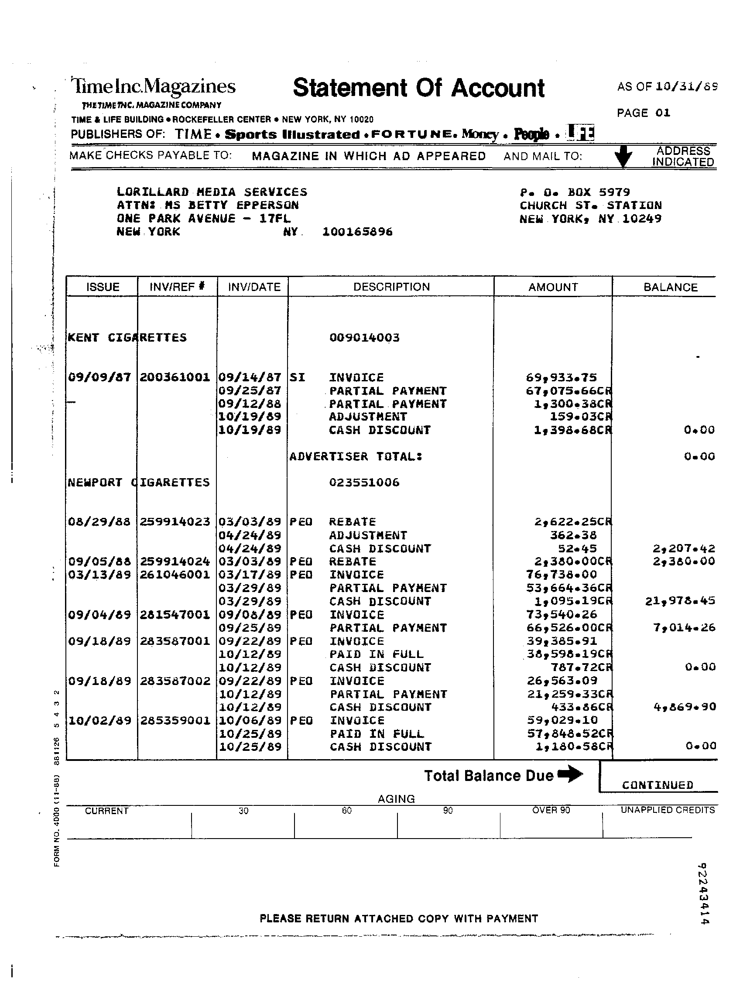 Time Inc. Magazines Statement Of Account AS OF 10/31/89
THE TIME INC. MAGAZINE COMPANY
TIME & LIFE BUILDING • ROCKEFELLER CENTER • NEW YORK, NY 10020 PAGE 01
PUBLISHERS OF: TIME • Sports Illustrated • FORTUNE • Money • People • LIFE
MAKE CHECKS PAYABLE TO: MAGAZINE IN WHICH AD APPEARED AND MAIL TO: ADDRESS INDICATED
LORILLARD MEDIA SERVICES P. O. BOX 5979
ATTN: MS BETTY EPPERSON CHURCH ST. STATION
ONE PARK AVENUE - 17FL NEW YORK, NY 10249
NEW YORK NY 100165896
ISSUE INV/REF # INV/DATE DESCRIPTION AMOUNT BALANCE
KENT CIGARETTES 009014003
09/09/87 200361001 09/14/87 SI INVOICE 69,933.75
09/25/87 PARTIAL PAYMENT 67,075.66CR
09/12/88 PARTIAL PAYMENT 1,300.38CR
10/19/89 ADJUSTMENT 159.03CR
10/19/89 CASH DISCOUNT 1,398.68CR 0.00
ADVERTISER TOTAL: 0.00
NEWPORT CIGARETTES 023551006
08/29/88 259914023 03/03/89 PEO REBATE 2,622.25CR
04/24/89 ADJUSTMENT 362.38
04/24/89 CASH DISCOUNT 52.45 2,207.42
09/05/88 259914024 03/03/89 PEO REBATE 2,380.00CR 2,380.00
03/13/89 261046001 03/17/89 PEO INVOICE 76,738.00
03/29/89 PARTIAL PAYMENT 53,664.36CR
03/29/89 CASH DISCOUNT 1,095.19CR 21,978.45
09/04/89 281547001 09/08/89 PEO INVOICE 73,540.26
09/25/89 PARTIAL PAYMENT 66,526.00CR 7,014.26
09/18/89 283587001 09/22/89 PEO INVOICE 39,385.91
10/12/89 PAID IN FULL 38,598.19CR
10/12/89 CASH DISCOUNT 787.72CR 0.00
09/18/89 283587002 09/22/89 PEO INVOICE 26,563.09
10/12/89 PARTIAL PAYMENT 21,259.33CR
10/12/89 CASH DISCOUNT 433.86CR 4,869.90
10/02/89 285359001 10/06/89 PEO INVOICE 59,029.10
10/25/89 PAID IN FULL 57,848.52CR
10/25/89 CASH DISCOUNT 1,180.58CR 0.00
Total Balance Due CONTINUED
AGING
CURRENT 30 60 90 OVER 90 UNAPPLIED CREDITS
PLEASE RETURN ATTACHED COPY WITH PAYMENT
FORM NO. 4000 (11-88) 881126 5 4 3 2
92243414